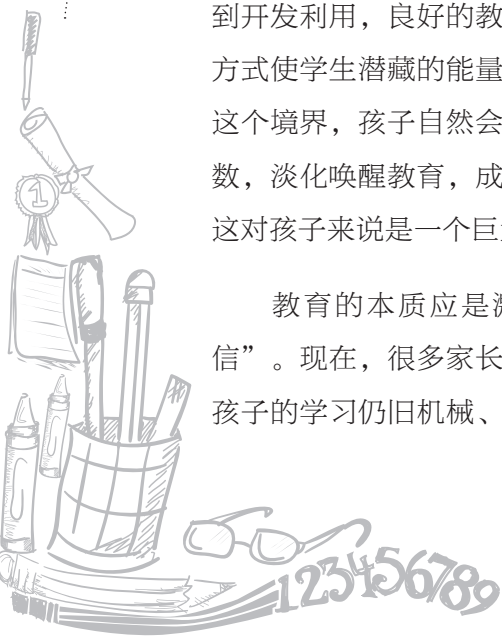 到开发利用，良好的教
方式使学生潜藏的能量
这个境界，孩子自然会
数，淡化唤醒教育，成
这对孩子来说是一个巨
教育的本质应是
信”。现在，很多家长
孩子的学习仍旧机械、
1
123456789